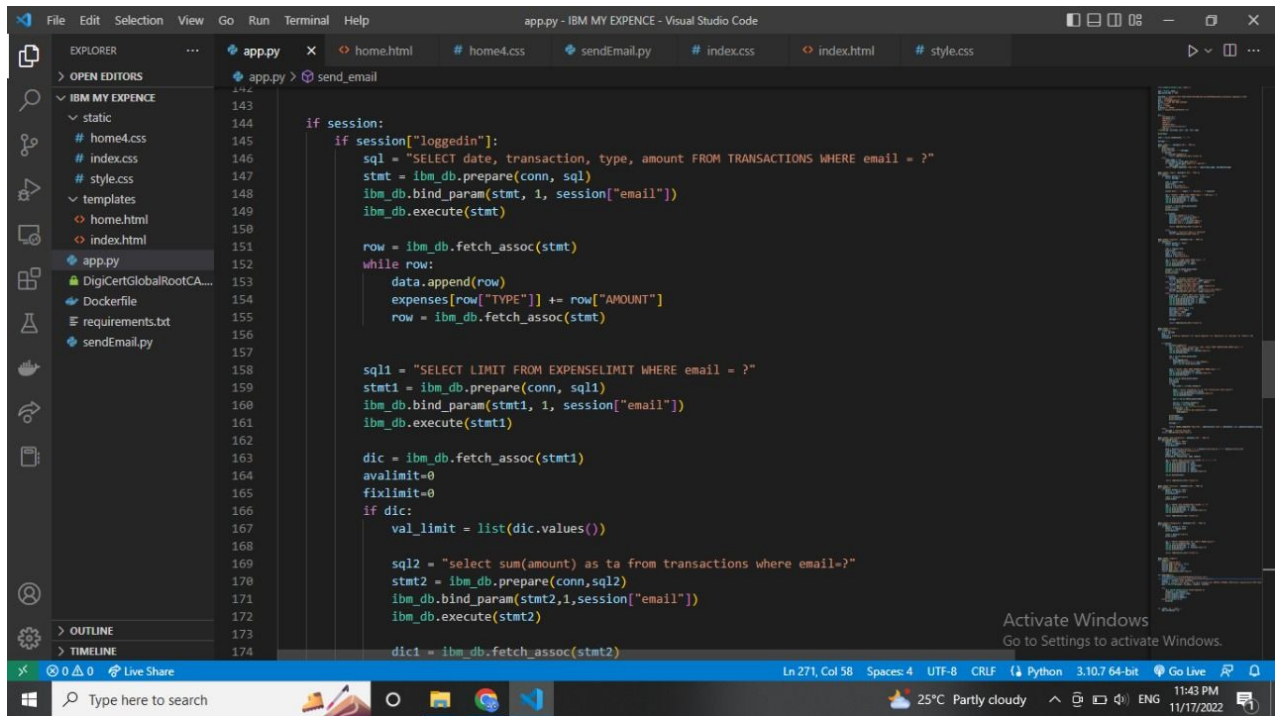 File Edit Selection View Go Run Terminal Help app.py - IBM MY EXPENCE - Visual Studio Code
EXPLORER ...
app.py home.html home4.css sendEmail.py index.css index.html style.css
OPEN EDITORS
app.py > send_email
IBM MY EXPENCE
static
home4.css
index.css
style.css
templates
home.html
index.html
app.py
DigiCertGlobalRootCA....
Dockerfile
requirements.txt
sendEmail.py
OUTLINE
TIMELINE
142
143
144 if session:
145 if session["loggedin"]:
146 sql = "SELECT date, transaction, type, amount FROM TRANSACTIONS WHERE email = ?"
147 stmt = ibm_db.prepare(conn, sql)
148 ibm_db.bind_param(stmt, 1, session["email"])
149 ibm_db.execute(stmt)
150
151 row = ibm_db.fetch_assoc(stmt)
152 while row:
153 data.append(row)
154 expenses[row["TYPE"]] += row["AMOUNT"]
155 row = ibm_db.fetch_assoc(stmt)
156
157
158 sql1 = "SELECT LIMIT FROM EXPENSELIMIT WHERE email = ?"
159 stmt1 = ibm_db.prepare(conn, sql1)
160 ibm_db.bind_param(stmt1, 1, session["email"])
161 ibm_db.execute(stmt1)
162
163 dic = ibm_db.fetch_assoc(stmt1)
164 avalimit=0
165 fixlimit=0
166 if dic:
167 val_limit = list(dic.values())
168
169 sql2 = "select sum(amount) as ta from transactions where email=?"
170 stmt2 = ibm_db.prepare(conn,sql2)
171 ibm_db.bind_param(stmt2,1,session["email"])
172 ibm_db.execute(stmt2)
173
174 dic1 = ibm_db.fetch_assoc(stmt2)
Activate Windows
Go to Settings to activate Windows.
0 0 Live Share Ln 271, Col 58 Spaces: 4 UTF-8 CRLF Python 3.10.7 64-bit Go Live
Type here to search 25°C Partly cloudy ENG 11:43 PM
11/17/2022
1